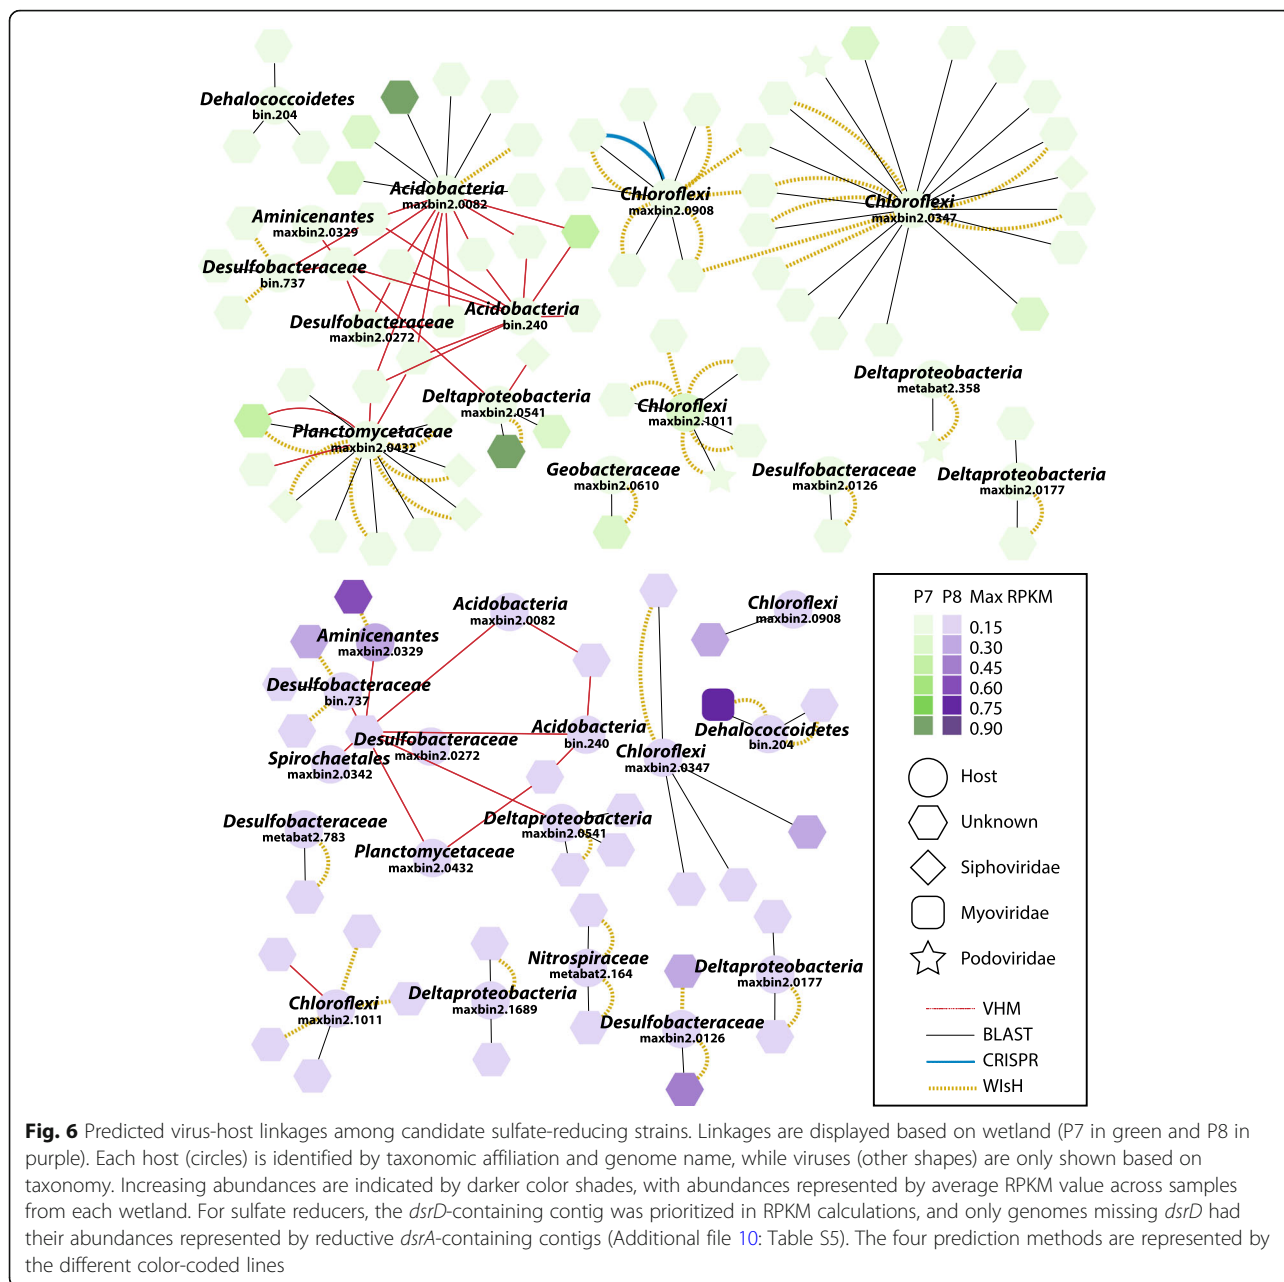 Dehalococcoidetes
bin.204
Acidobacteria
maxbin2.0082
Aminicenantes
maxbin2.0329
Desulfobacteraceae
bin.737
Desulfobacteraceae
maxbin2.0272
Acidobacteria
bin.240
Chloroflexi
maxbin2.0908
Chloroflexi
maxbin2.0347
Deltaproteobacteria
maxbin2.0541
Planctomycetaceae
maxbin2.0432
Chloroflexi
maxbin2.1011
Deltaproteobacteria
metabat2.358
Geobacteraceae
maxbin2.0610
Desulfobacteraceae
maxbin2.0126
Deltaproteobacteria
maxbin2.0177
Acidobacteria
maxbin2.0082
Aminicenantes
maxbin2.0329
Desulfobacteraceae
bin.737
Desulfobacteraceae
maxbin2.0272
Spirochaetales
maxbin2.0342
Acidobacteria
bin.240
Chloroflexi
maxbin2.0347
Chloroflexi
maxbin2.0908
Dehalococcoidetes
bin.204
Desulfobacteraceae
metabat2.783
Planctomycetaceae
maxbin2.0432
Deltaproteobacteria
maxbin2.0541
Chloroflexi
maxbin2.1011
Deltaproteobacteria
maxbin2.1689
Nitrospiraceae
metabat2.164
Desulfobacteraceae
maxbin2.0126
Deltaproteobacteria
maxbin2.0177
P7 P8 Max RPKM
0.15
0.30
0.45
0.60
0.75
0.90
Host
Unknown
Siphoviridae
Myoviridae
Podoviridae
VHM
BLAST
CRISPR
WIsH
Fig. 6 Predicted virus-host linkages among candidate sulfate-reducing strains. Linkages are displayed based on wetland (P7 in green and P8 in
purple). Each host (circles) is identified by taxonomic affiliation and genome name, while viruses (other shapes) are only shown based on
taxonomy. Increasing abundances are indicated by darker color shades, with abundances represented by average RPKM value across samples
from each wetland. For sulfate reducers, the dsrD-containing contig was prioritized in RPKM calculations, and only genomes missing dsrD had
their abundances represented by reductive dsrA-containing contigs (Additional file 10: Table S5). The four prediction methods are represented by
the different color-coded lines